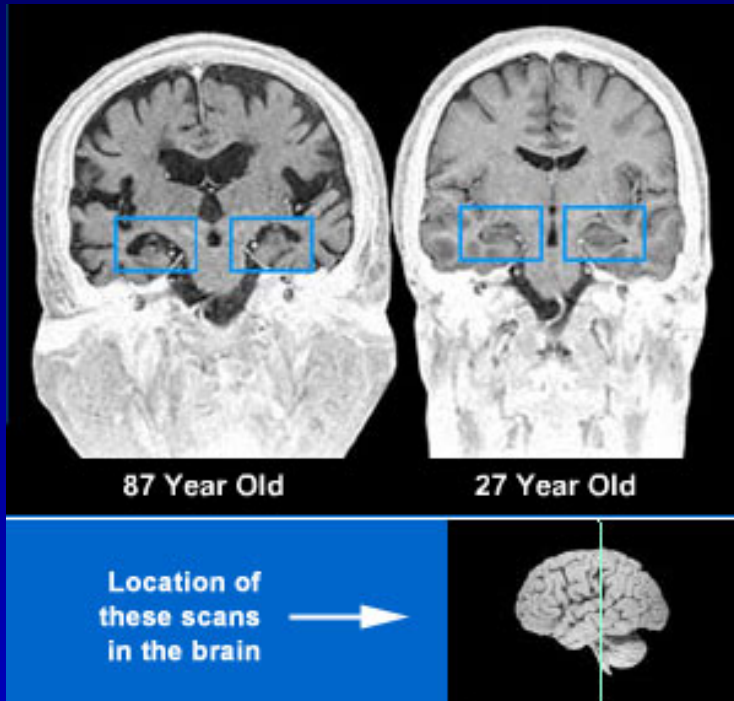 87 Year Old
27 Year Old
Location of
these scans
in the brain